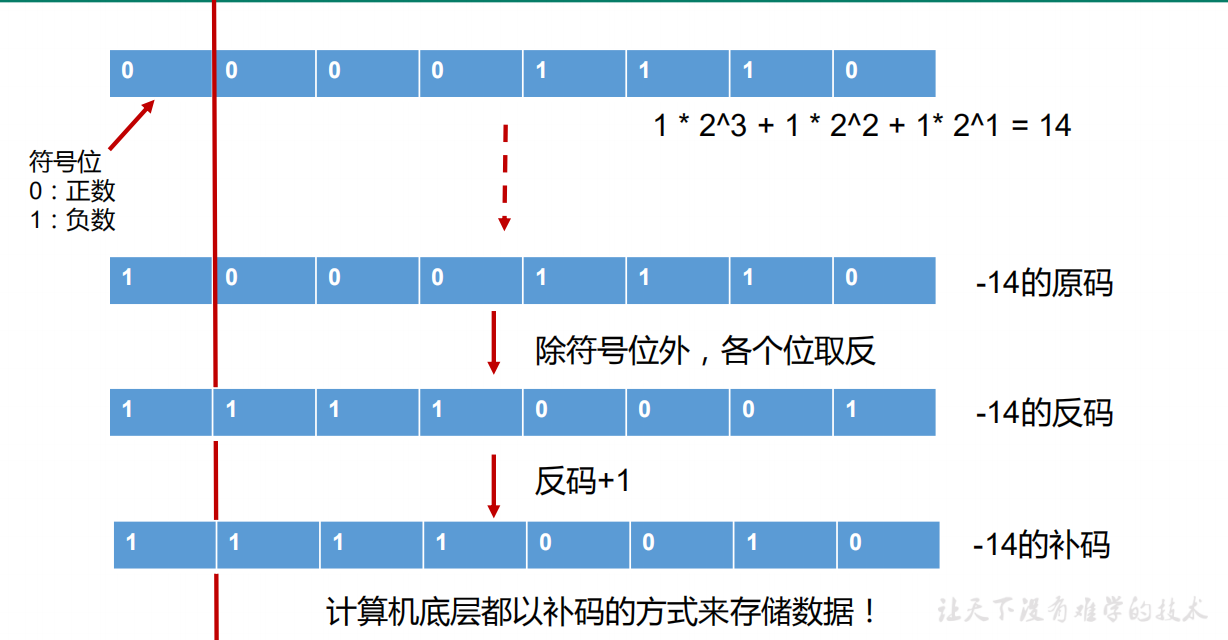 0 0 0 0 1 1 1 0
1 * 2^3 + 1 * 2^2 + 1* 2^1 = 14
符号位
0：正数
1：负数
1 0 0 0 1 1 1 0 -14的原码
除符号位外，各个位取反
1 1 1 1 0 0 0 1 -14的反码
反码+1
1 1 1 1 0 0 1 0 -14的补码
计算机底层都以补码的方式来存储数据！
让天下没有难学的技术